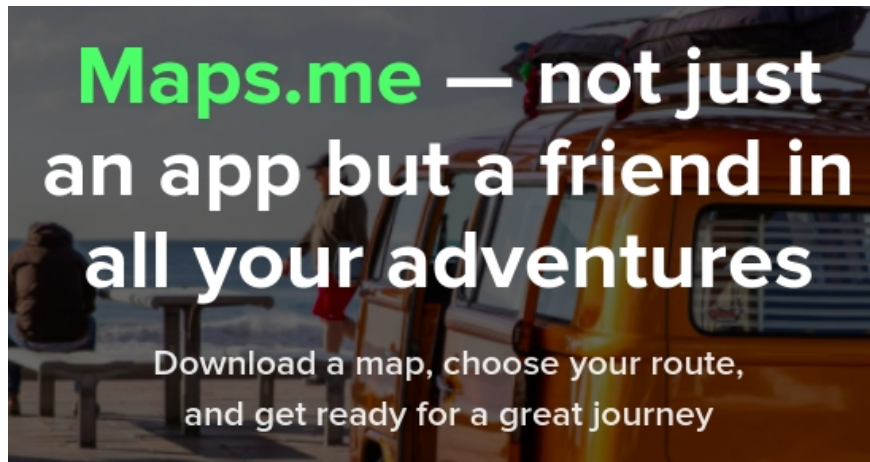 Maps.me — not just
an app but a friend in
all your adventures
Download a map, choose your route,
and get ready for a great journey